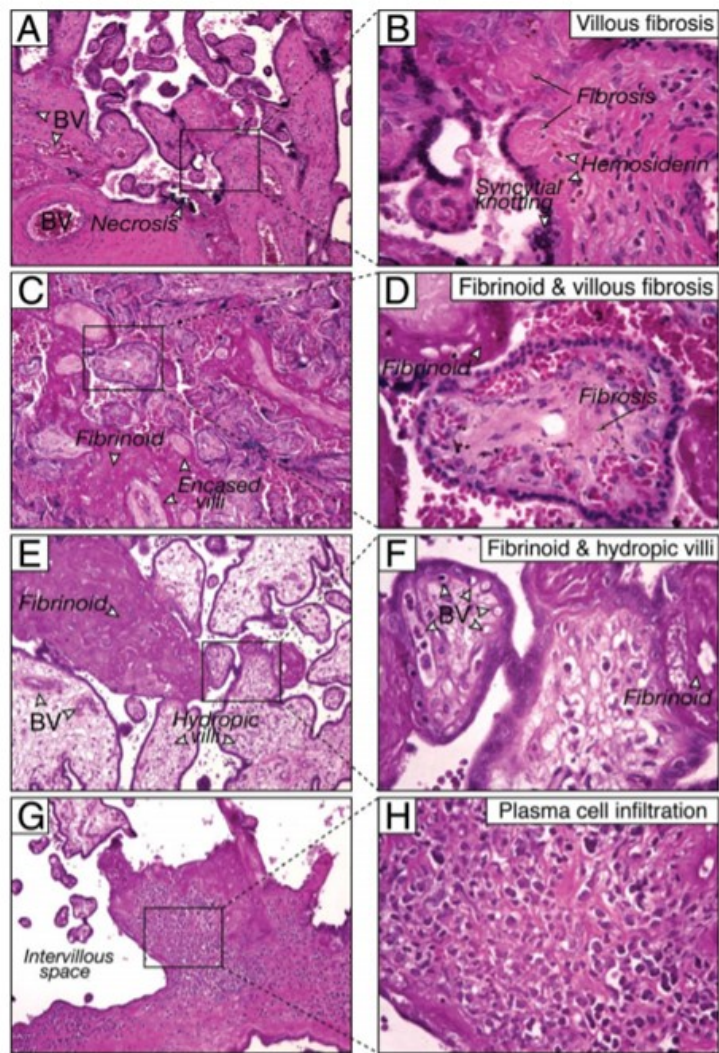 A
BV
BV
Necrosis
B
Villous fibrosis
Fibrosis
Hemosiderin
Syncytial
knotting
C
Fibrinoid
Encased
villi
D
Fibrinoid & villous fibrosis
Fibrinoid
Fibrosis
E
Fibrinoid
BV
Hydropic
villi
F
Fibrinoid & hydropic villi
BV
Fibrinoid
G
Intervillous
space
H
Plasma cell infiltration